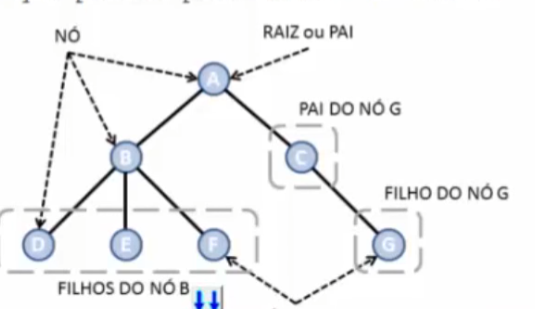 NÓ
RAIZ ou PAI
A
PAI DO NÓ G
B
C
FILHO DO NÓ G
D
E
F
G
FILHOS DO NÓ B